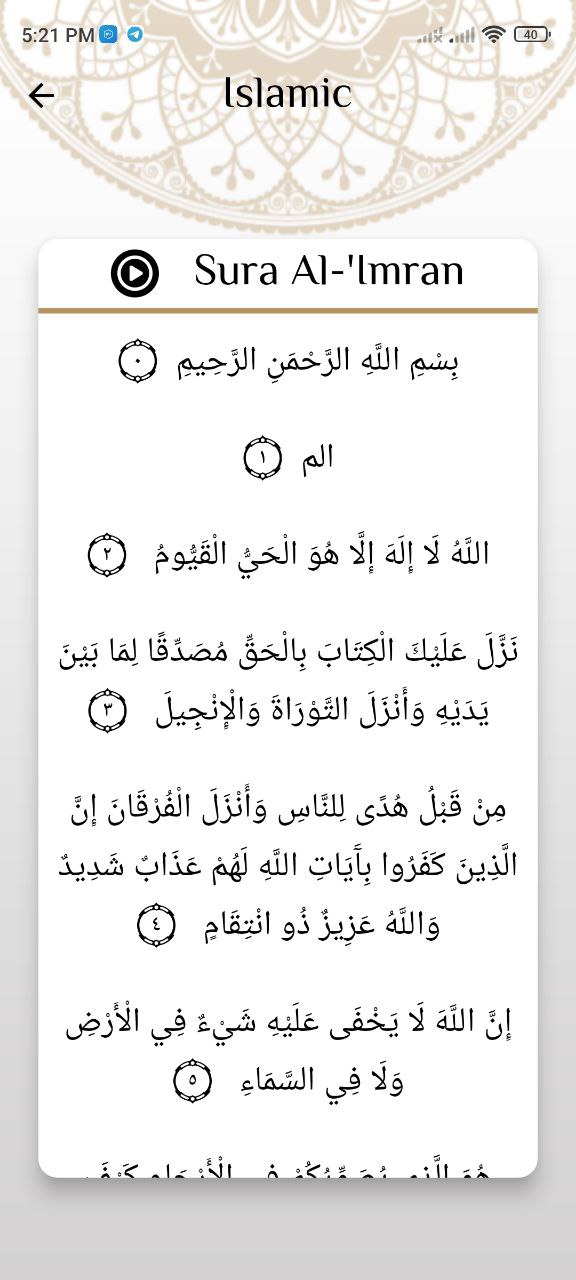 5:21 PM 40
Islamic
Sura Al-'Imran
بِسْمِ اللَّهِ الرَّحْمَنِ الرَّحِيمِ ٠
الم ١
اللَّهُ لَا إِلَهَ إِلَّا هُوَ الْحَيُّ الْقَيُّومُ ٢
نَزَّلَ عَلَيْكَ الْكِتَابَ بِالْحَقِّ مُصَدِّقًا لِمَا بَيْنَ
يَدَيْهِ وَأَنْزَلَ التَّوْرَاةَ وَالْإِنْجِيلَ ٣
مِنْ قَبْلُ هُدًى لِلنَّاسِ وَأَنْزَلَ الْفُرْقَانَ إِنَّ
الَّذِينَ كَفَرُوا بِآَيَاتِ اللَّهِ لَهُمْ عَذَابٌ شَدِيدٌ
وَاللَّهُ عَزِيزٌ ذُو انْتِقَامٍ ٤
إِنَّ اللَّهَ لَا يَخْفَى عَلَيْهِ شَيْءٌ فِي الْأَرْضِ
وَلَا فِي السَّمَاءِ ٥